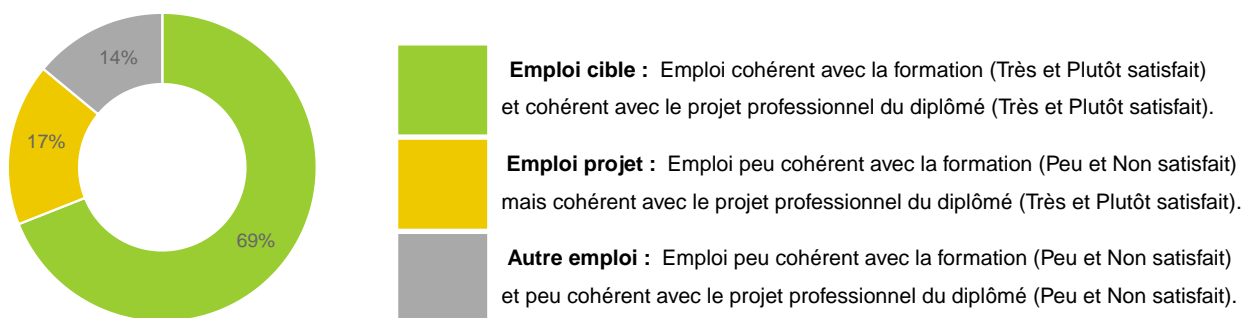 14%
17%
69%
Emploi cible : Emploi cohérent avec la formation (Très et Plutôt satisfait)
et cohérent avec le projet professionnel du diplômé (Très et Plutôt satisfait).
Emploi projet : Emploi peu cohérent avec la formation (Peu et Non satisfait)
mais cohérent avec le projet professionnel du diplômé (Très et Plutôt satisfait).
Autre emploi : Emploi peu cohérent avec la formation (Peu et Non satisfait)
et peu cohérent avec le projet professionnel du diplômé (Peu et Non satisfait).